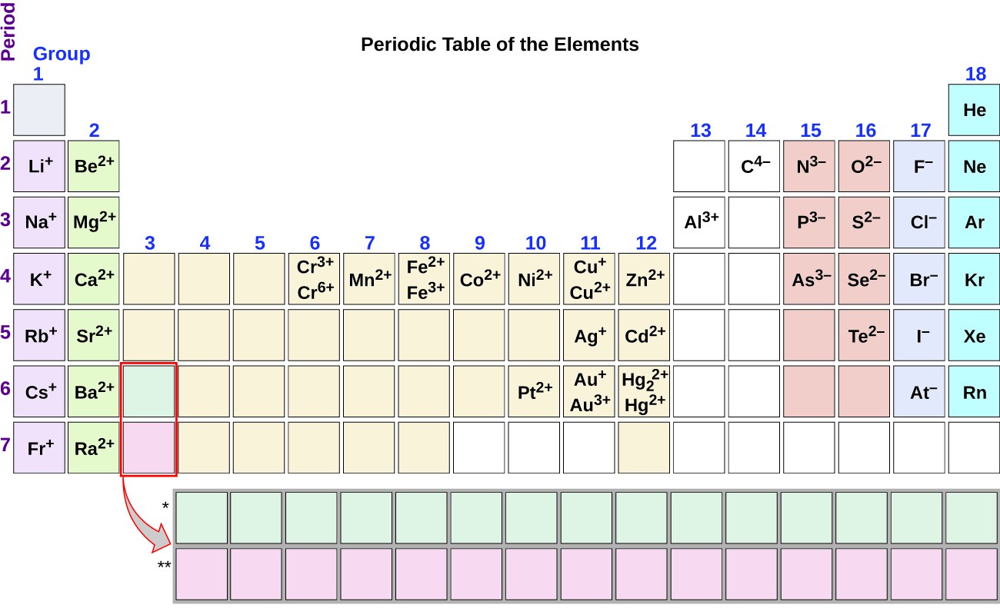 Period
Periodic Table of the Elements
Group
1 18
1 He
2 13 14 15 16 17
2 Li⁺ Be²⁺ C⁴⁻ N³⁻ O²⁻ F⁻ Ne
3 Na⁺ Mg²⁺ Al³⁺ P³⁻ S²⁻ Cl⁻ Ar
3 4 5 6 7 8 9 10 11 12
4 K⁺ Ca²⁺ Cr³⁺ Cr⁶⁺ Mn²⁺ Fe²⁺ Fe³⁺ Co²⁺ Ni²⁺ Cu⁺ Cu²⁺ Zn²⁺ As³⁻ Se²⁻ Br⁻ Kr
5 Rb⁺ Sr²⁺ Ag⁺ Cd²⁺ Te²⁻ I⁻ Xe
6 Cs⁺ Ba²⁺ Pt²⁺ Au⁺ Au³⁺ Hg₂²⁺ Hg²⁺ At⁻ Rn
7 Fr⁺ Ra²⁺
*
**